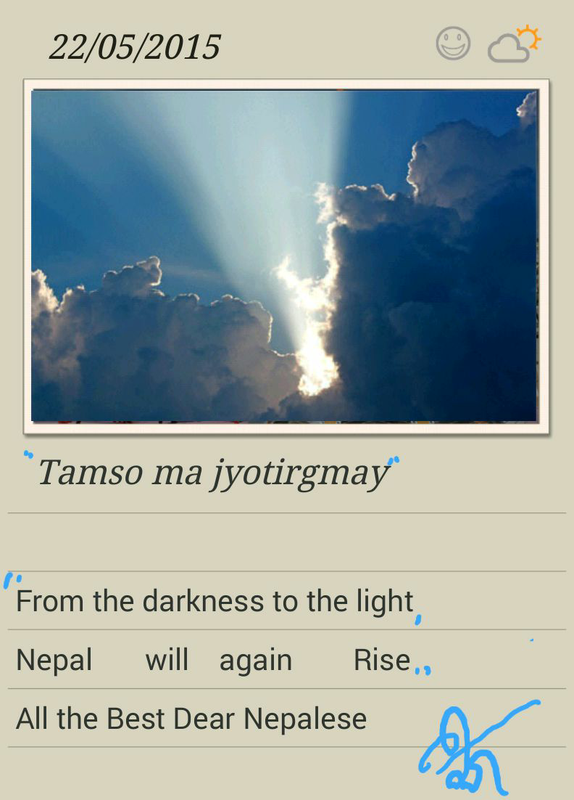 22/05/2015
"Tamso ma jyotirgmay"
"From the darkness to the light,
Nepal will again Rise,,
All the Best Dear Nepalese